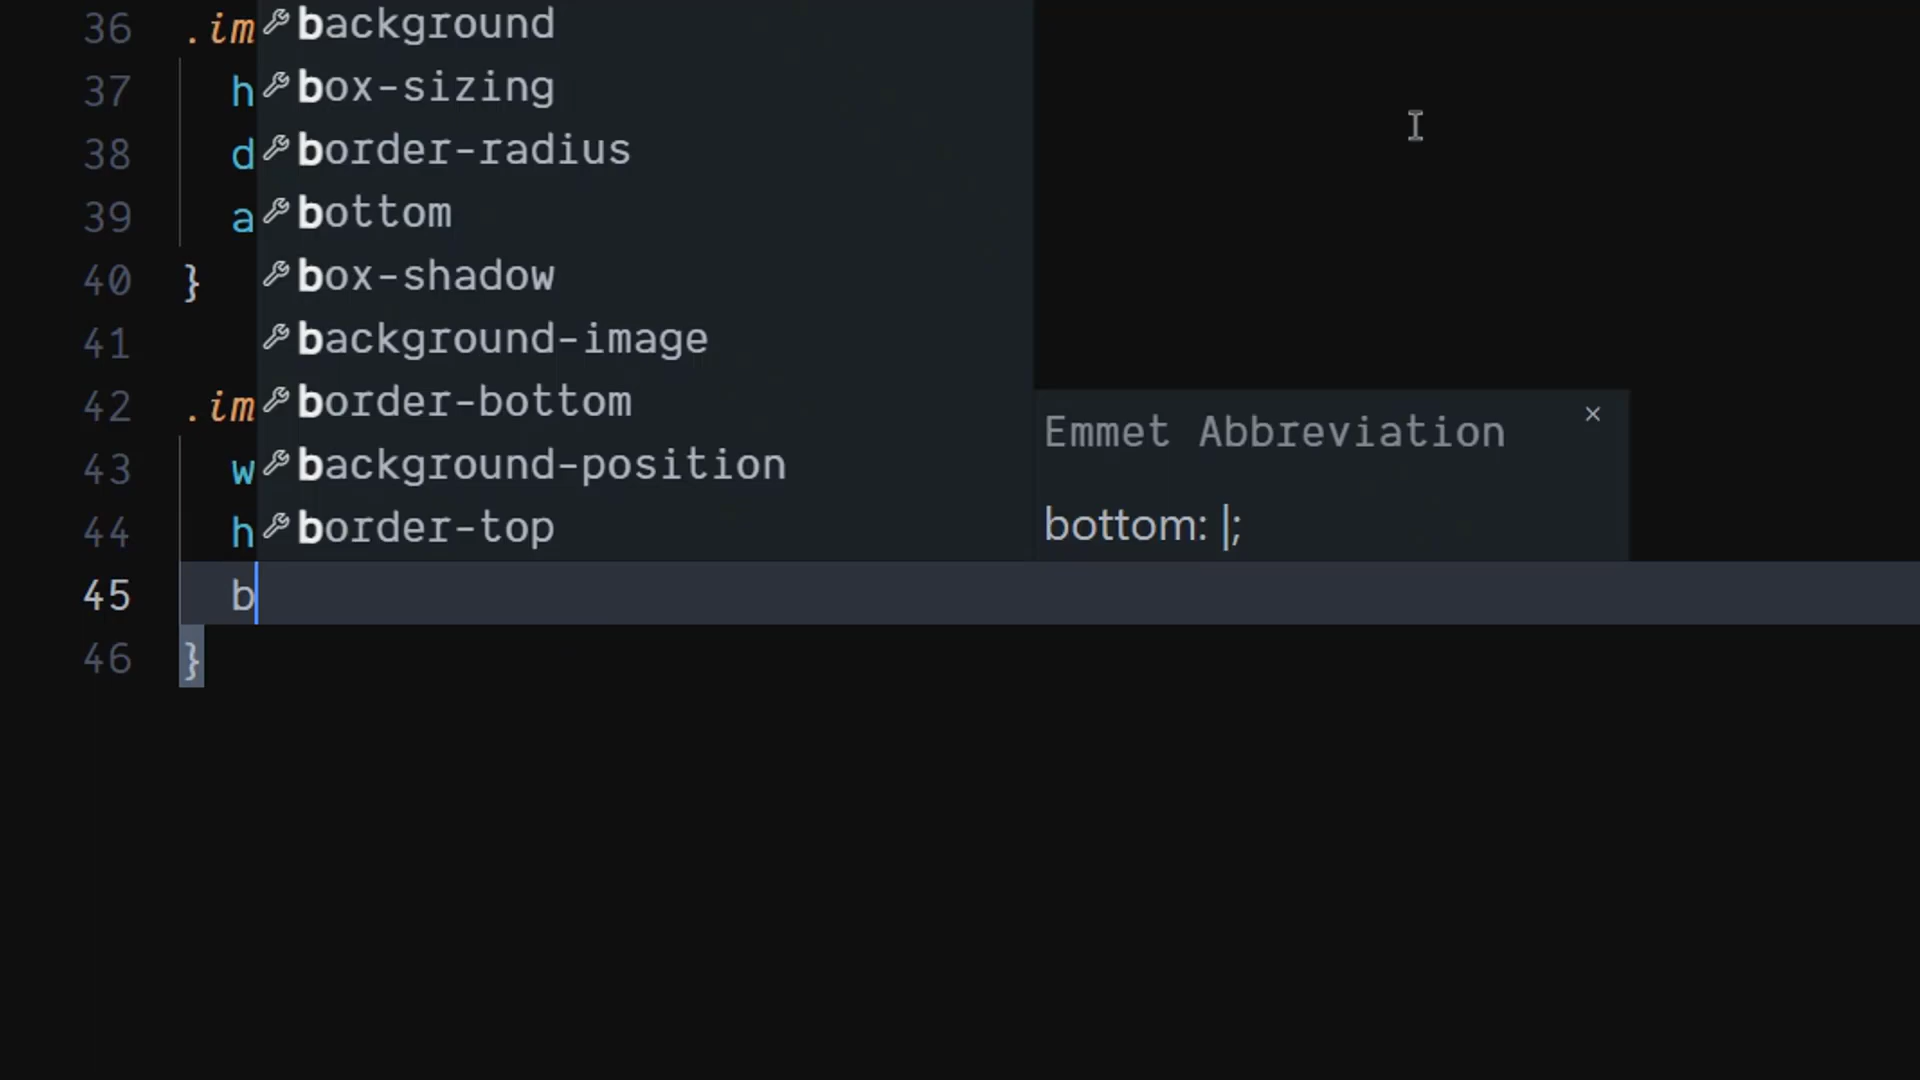 36 .im background
37 h box-sizing
38 d border-radius
39 a bottom
40 } box-shadow
41 background-image
42 .im border-bottom
43 w background-position
44 h border-top
Emmet Abbreviation ×
bottom: |;
45 b
46 }